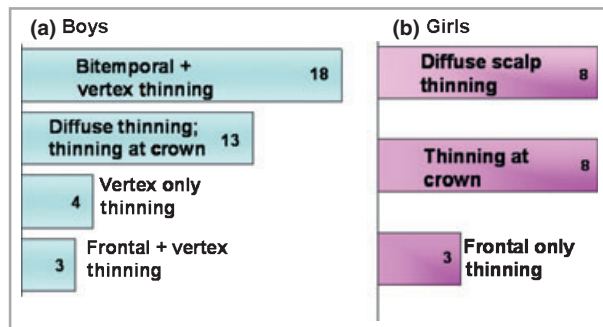 (a) Boys
Bitemporal +
vertex thinning
18
Diffuse thinning;
thinning at crown
13
4
Vertex only
thinning
3
Frontal + vertex
thinning
(b) Girls
Diffuse scalp
thinning
8
Thinning at
crown
8
3
Frontal only
thinning